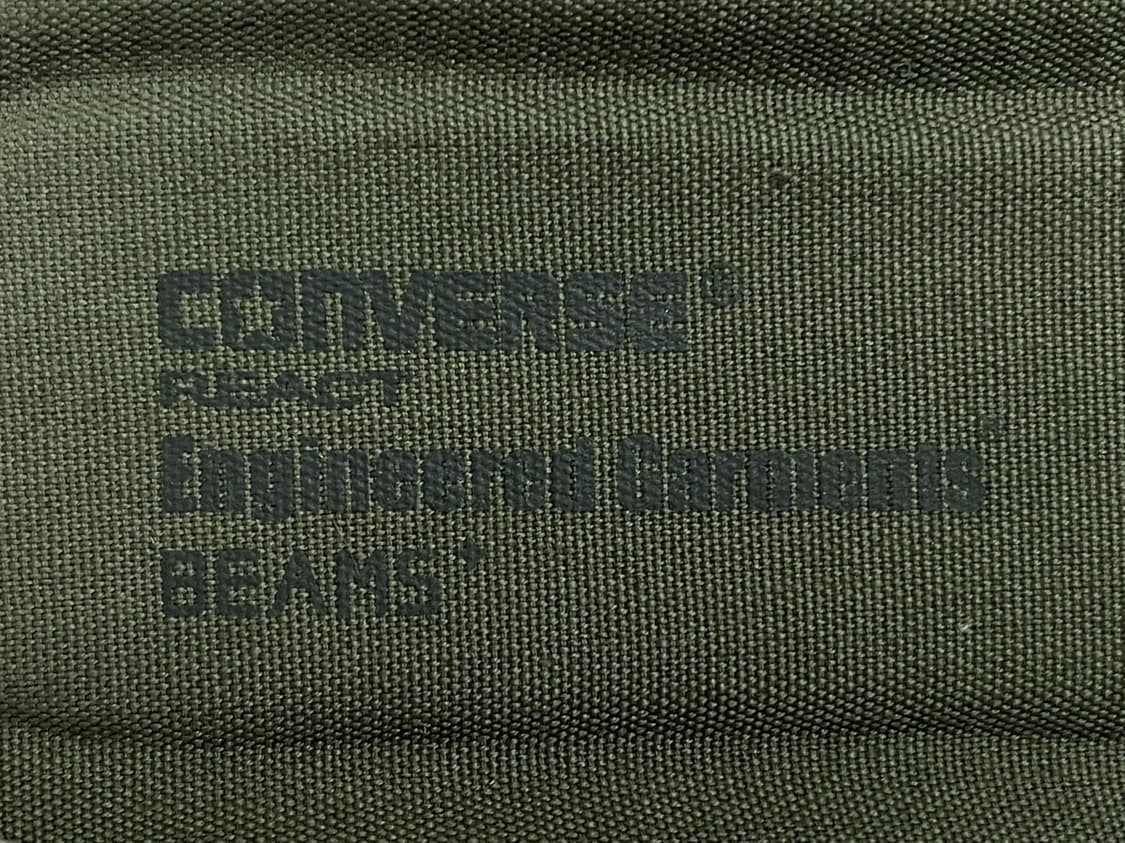 CONVERSE®
REACT
Engineered Garments®
BEAMS+